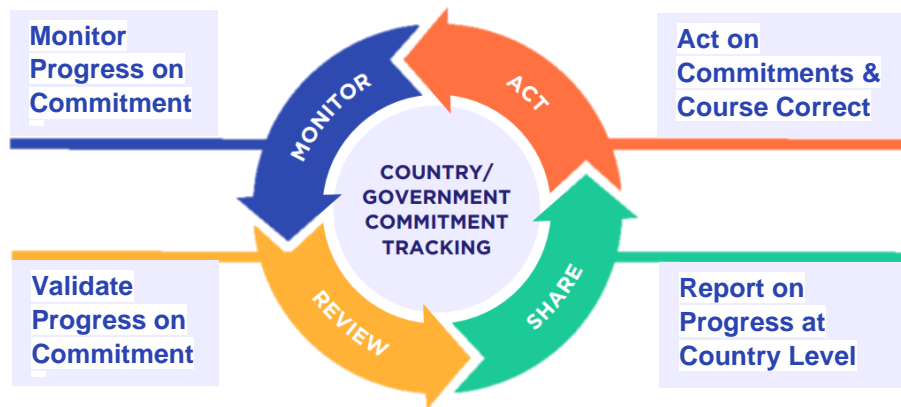 Monitor
Progress on
Commitment
Act on
Commitments &
Course Correct
MONITOR
ACT
COUNTRY/
GOVERNMENT
COMMITMENT
TRACKING
REVIEW
SHARE
Validate
Progress on
Commitment
Report on
Progress at
Country Level